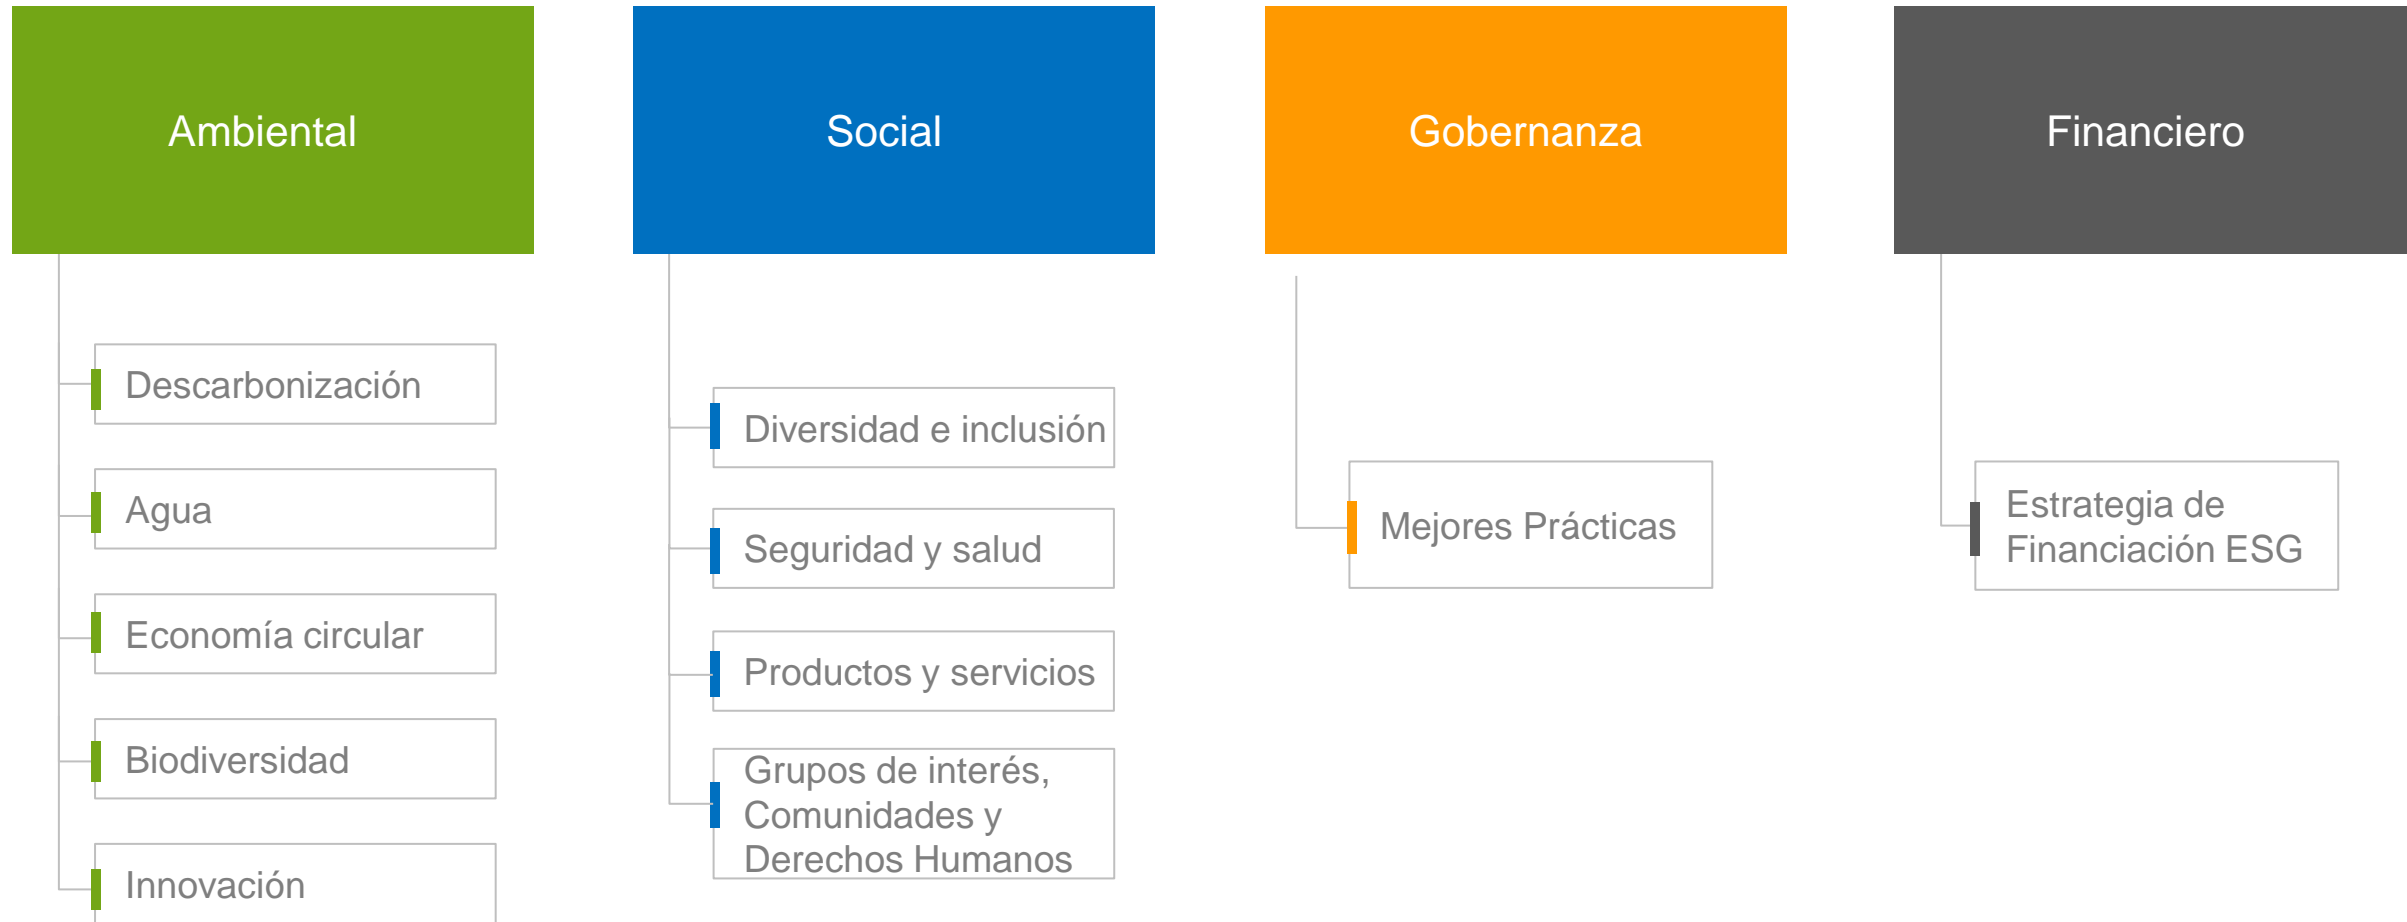 Ambiental
Descarbonización
Agua
Economía circular
Biodiversidad
Innovación
Social
Diversidad e inclusión
Seguridad y salud
Productos y servicios
Grupos de interés,
Comunidades y
Derechos Humanos
Gobernanza
Mejores Prácticas
Financiero
Estrategia de
Financiación ESG